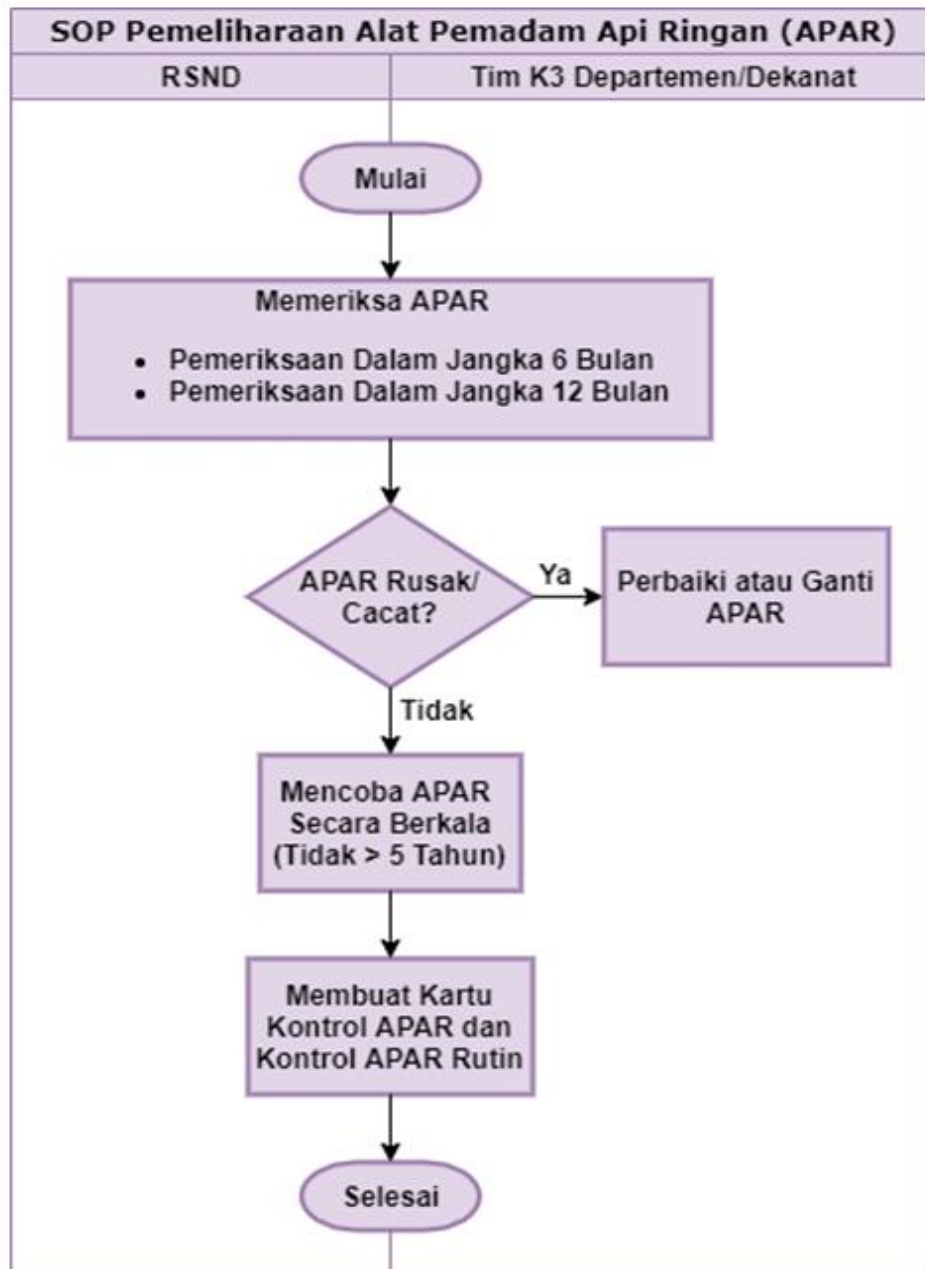 SOP Pemeliharaan Alat Pemadam Api Ringan (APAR)
RSND
Tim K3 Departemen/Dekanat
Mulai
Memeriksa APAR
• Pemeriksaan Dalam Jangka 6 Bulan
• Pemeriksaan Dalam Jangka 12 Bulan
APAR Rusak/
Cacat?
Ya
Perbaiki atau Ganti
APAR
Tidak
Mencoba APAR
Secara Berkala
(Tidak > 5 Tahun)
Membuat Kartu
Kontrol APAR dan
Kontrol APAR Rutin
Selesai